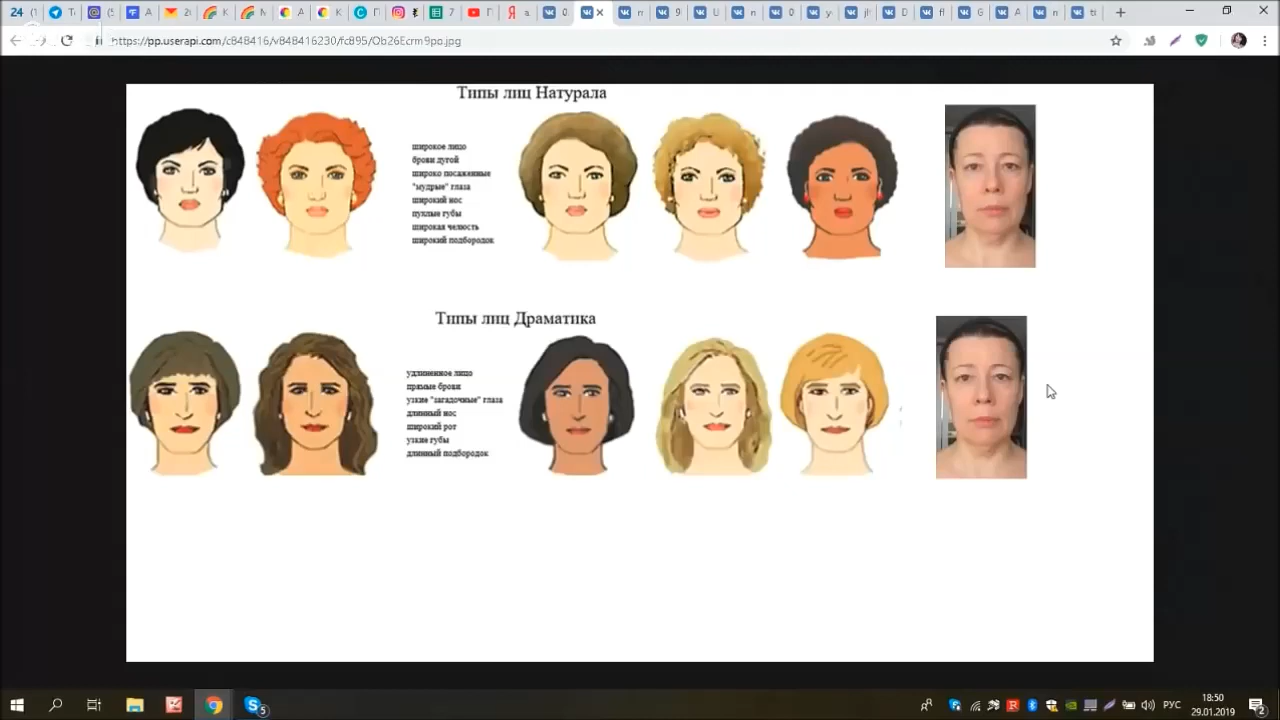 https://pp.userapi.com/c848416/v848416230/fc895/Ob26Ecrm9po.jpg
Типы лиц Натурала
широкое лицо
брови дугой
широко посаженные
"мудрые" глаза
широкий нос
пухлые губы
широкая челюсть
широкий подбородок
Типы лиц Драматика
удлиненное лицо
прямые брови
узкие "загадочные" глаза
длинный нос
широкий рот
узкие губы
длинный подбородок
РУС
18:50
29.01.2019